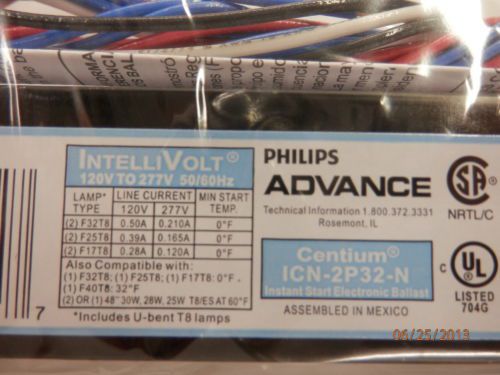 INTELLIVOLT®
120V TO 277V 50/60Hz
LAMP* TYPE LINE CURRENT MIN START TEMP.
120V 277V
(2) F32T8 0.50A 0.210A 0°F
(2) F25T8 0.39A 0.165A 0°F
(2) F17T8 0.28A 0.120A 0°F
Also Compatible with:
(1) F32T8; (1) F25T8; (1) F17T8: 0°F
(1) F40T8: 32°F
(2) OR (1) 48" 30W, 28W, 25W T8/ES AT 60°F
*Includes U-bent T8 lamps
7
PHILIPS
ADVANCE
Technical Information 1.800.372.3331
Rosemont, IL
Centium®
ICN-2P32-N
Instant Start Electronic Ballast
ASSEMBLED IN MEXICO
SA
NRTL/C
C UL ®
LISTED
704G
06/25/2013